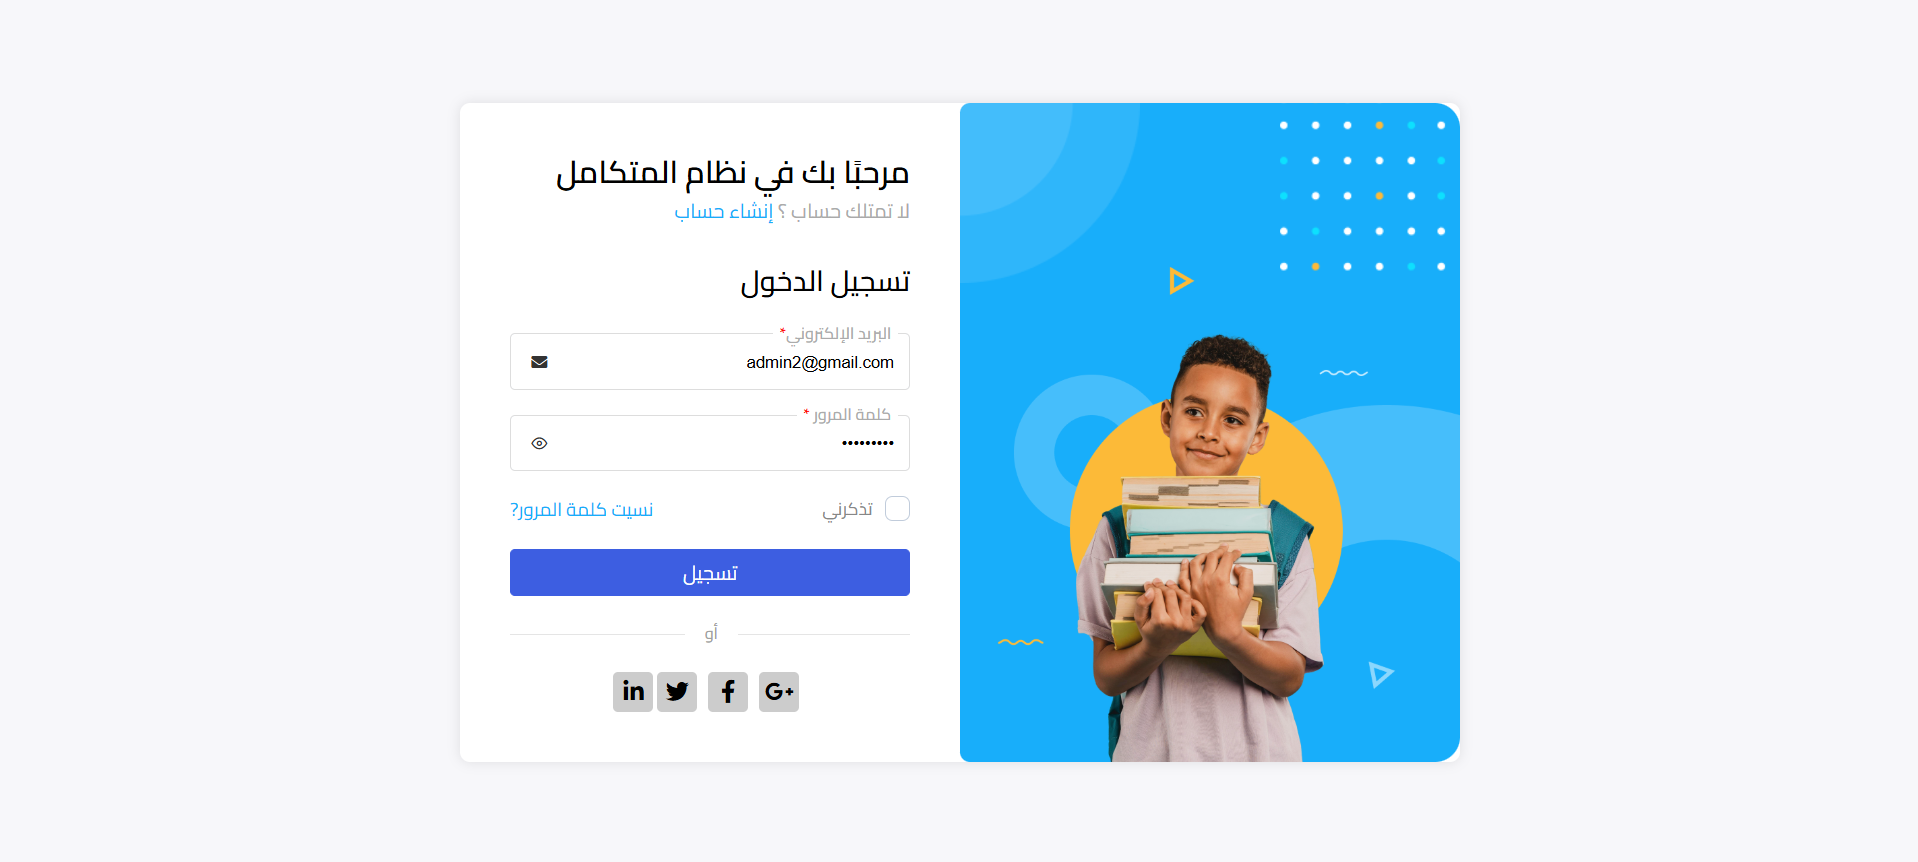 مرحبًا بك في نظام المتكامل
لا تمتلك حساب ؟ إنشاء حساب
تسجيل الدخول
البريد الإلكتروني*
admin2@gmail.com
كلمة المرور *
•••••••••
تذكرني
نسيت كلمة المرور?
تسجيل
أو
in f G+